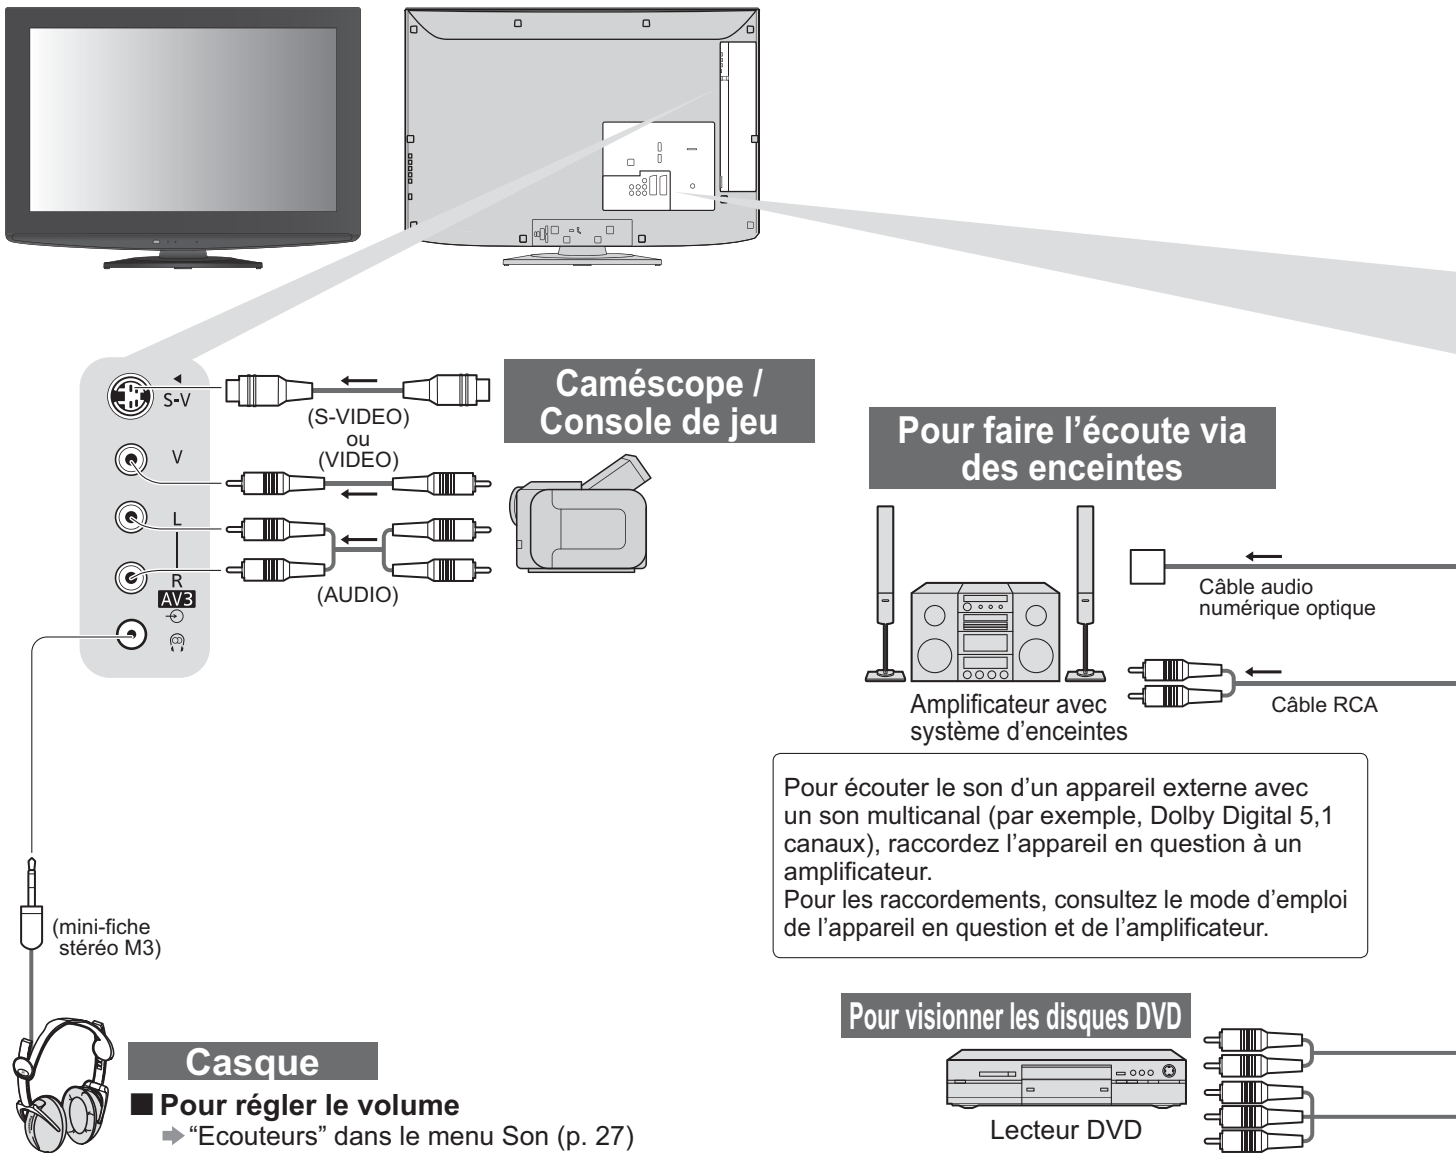 S-V
V
L
R
AV3
(S-VIDEO)
ou
(VIDEO)
(AUDIO)
Caméscope /
Console de jeu
Pour faire l’écoute via
des enceintes
Câble audio
numérique optique
Câble RCA
Amplificateur avec
système d’enceintes
Pour écouter le son d’un appareil externe avec
un son multicanal (par exemple, Dolby Digital 5,1
canaux), raccordez l’appareil en question à un
amplificateur.
Pour les raccordements, consultez le mode d’emploi
de l’appareil en question et de l’amplificateur.
(mini-fiche
stéréo M3)
Casque
■ Pour régler le volume
“Ecouteurs” dans le menu Son (p. 27)
Pour visionner les disques DVD
Lecteur DVD